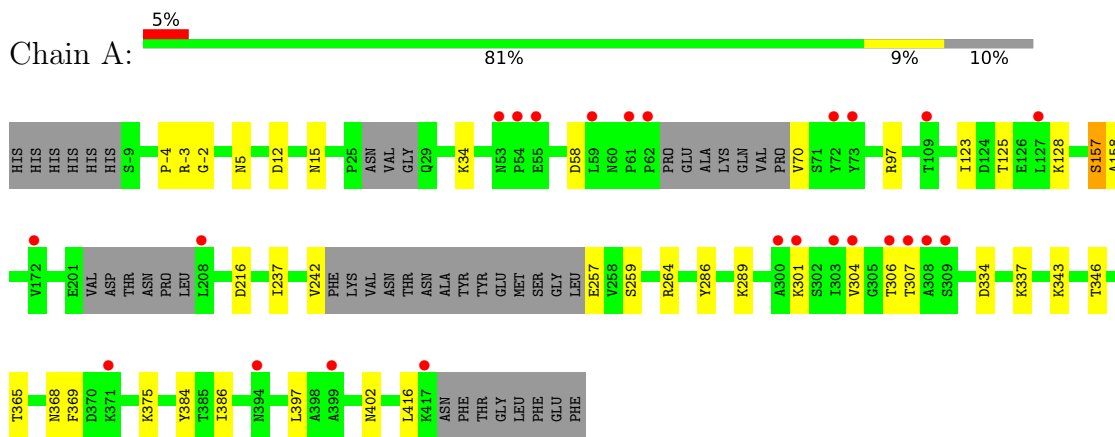 5%
Chain A:
81% 9% 10%
HIS HIS HIS HIS HIS HIS S-9 P-4 R-3 G-2 N5 D12 N15 P25 ASN VAL GLY Q29 K34 N53 P54 E55 D58 L59 N60 P61 P62 PRO GLU ALA LYS GLN VAL PRO V70 S71 Y72 Y73 R97 T109 I123 D124 T125 E126 L127 K128 S157 A158
V172 E201 VAL ASP THR ASN PRO LEU L208 D216 I237 V242 PHE LYS VAL ASN THR ASN ALA TYR TYR GLU MET SER GLY LEU E257 V258 S259 R264 Y286 K289 A300 K301 S302 I303 V304 G305 T306 T307 A308 S309 D334 K337 K343 T346
T365 N368 F369 D370 K371 K375 Y384 T385 I386 N394 L397 A398 A399 N402 L416 K417 ASN PHE THR GLY LEU PHE GLU PHE